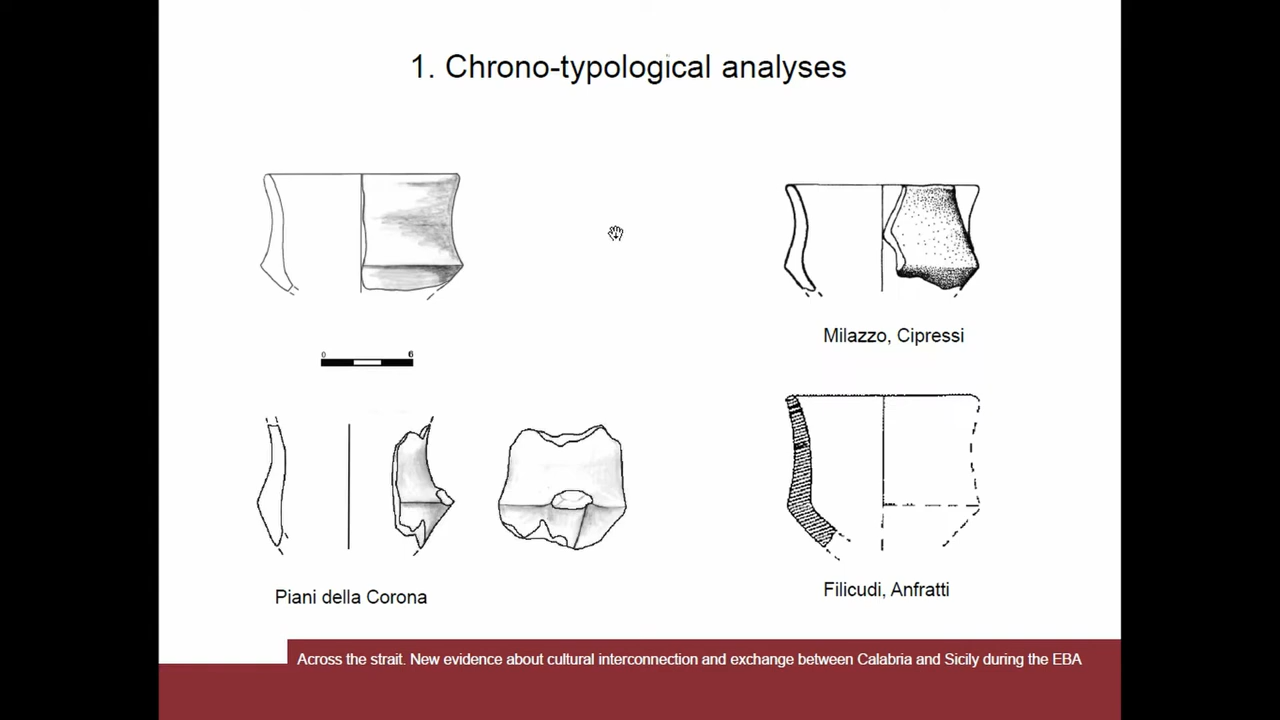 1. Chrono-typological analyses
Milazzo, Cipressi
0 6
Piani della Corona
Filicudi, Anfratti
Across the strait. New evidence about cultural interconnection and exchange between Calabria and Sicily during the EBA